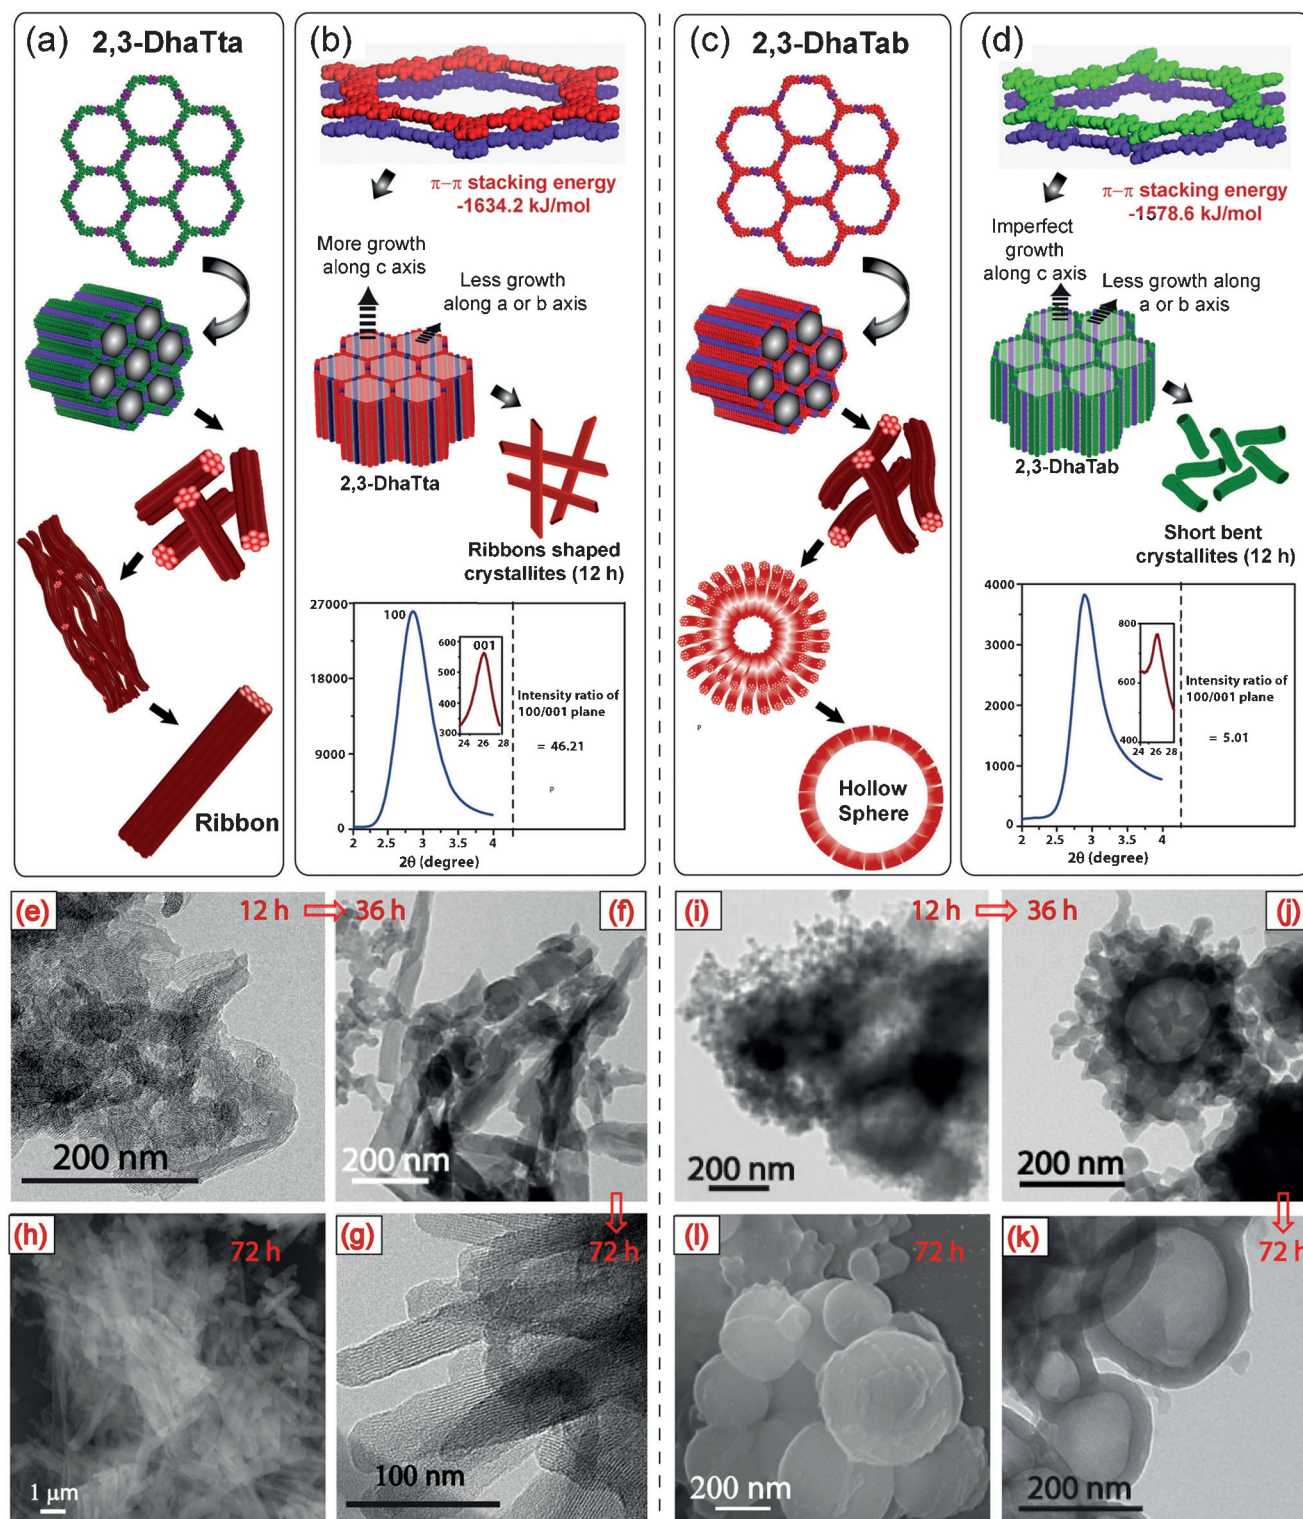 (a) 2,3-DhaTta
Ribbon
(b)
π–π stacking energy
-1634.2 kJ/mol
More growth
along c axis
Less growth
along a or b axis
2,3-DhaTta
Ribbons shaped
crystallites (12 h)
27000
18000
9000
0
100
600
500
400
300
001
24 26 28
Intensity ratio of
100/001 plane
= 46.21
P
2 2.5 3 3.5 4
2θ (degree)
(c) 2,3-DhaTab
P
Hollow
Sphere
(d)
π–π stacking energy
-1578.6 kJ/mol
Imperfect
growth
along c axis
Less growth along
a or b axis
2,3-DhaTab
Short bent
crystallites (12 h)
4000
3000
2000
1000
0
800
600
400
24 26 28
Intensity ratio of
100/001 plane
= 5.01
2 2.5 3 3.5 4
2θ (degree)
(e) 12 h
200 nm
36 h (f)
200 nm
(i) 12 h
200 nm
36 h (j)
200 nm
(h) 72 h
1 μm
(g) 72 h
100 nm
(l) 72 h
200 nm
(k) 72 h
200 nm